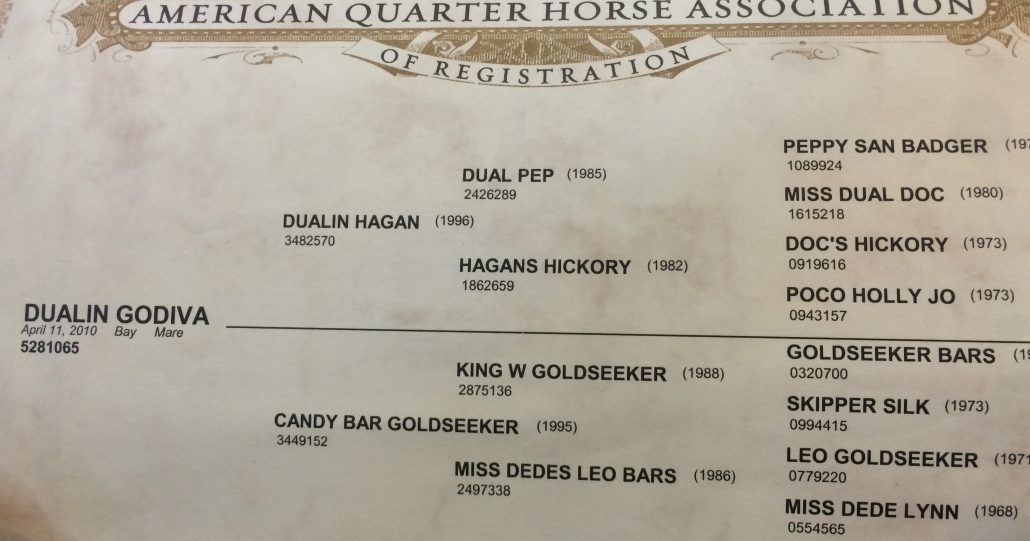 AMERICAN QUARTER HORSE ASSOCIATION
OF REGISTRATION
PEPPY SAN BADGER
1089924
DUAL PEP (1985)
2426289
MISS DUAL DOC (1980)
1615218
DUALIN HAGAN (1996)
3482570
DOC'S HICKORY (1973)
0919616
HAGANS HICKORY (1982)
1862659
POCO HOLLY JO (1973)
0943157
DUALIN GODIVA
April 11, 2010 Bay Mare
5281065
GOLDSEEKER BARS
0320700
KING W GOLDSEEKER (1988)
2875136
SKIPPER SILK (1973)
0994415
CANDY BAR GOLDSEEKER (1995)
3449152
LEO GOLDSEEKER (1971
0779220
MISS DEDES LEO BARS (1986)
2497338
MISS DEDE LYNN (1968)
0554565